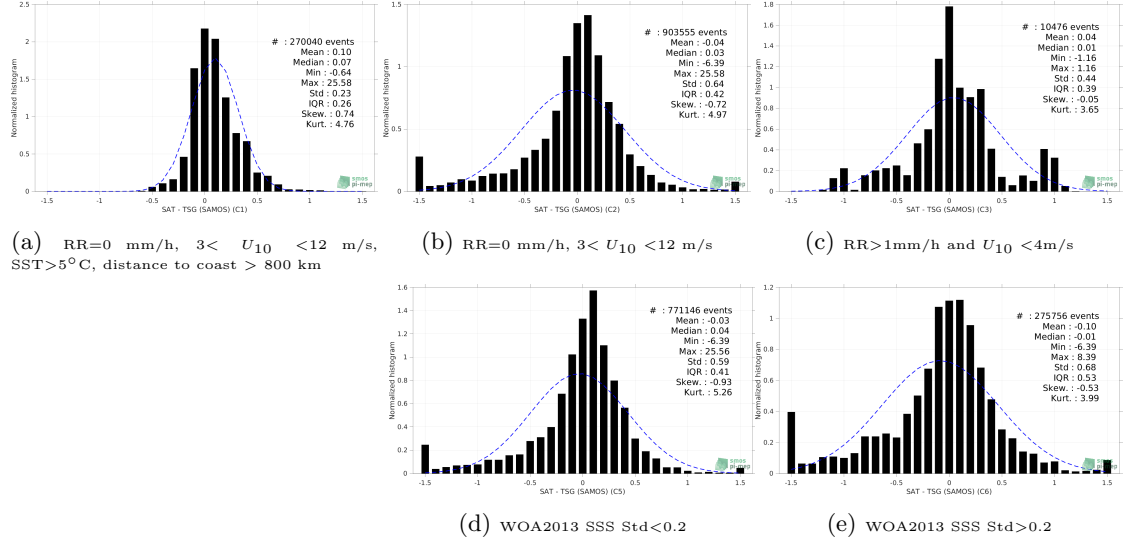 2.5
2
1.5
1
0.5
0
Normalized histogram
# : 270040 events
Mean : 0.10
Median : 0.07
Min : -0.64
Max : 25.58
Std : 0.23
IQR : 0.26
Skew. : 0.74
Kurt. : 4.76
smos
pi-mep
-1.5 -1 -0.5 0 0.5 1 1.5
SAT - TSG (SAMOS) (C1)
(a) RR=0 mm/h, 3< U10 <12 m/s,
SST>5°C, distance to coast > 800 km
1.5
1
0.5
0
Normalized histogram
# : 903555 events
Mean : -0.04
Median : 0.03
Min : -6.39
Max : 25.58
Std : 0.64
IQR : 0.42
Skew. : -0.72
Kurt. : 4.97
smos
pi-mep
-1.5 -1 -0.5 0 0.5 1 1.5
SAT - TSG (SAMOS) (C2)
(b) RR=0 mm/h, 3< U10 <12 m/s
1.8
1.6
1.4
1.2
1
0.8
0.6
0.4
0.2
0
Normalized histogram
# : 10476 events
Mean : 0.04
Median : 0.01
Min : -1.16
Max : 1.16
Std : 0.44
IQR : 0.39
Skew. : -0.05
Kurt. : 3.65
smos
pi-mep
-1.5 -1 -0.5 0 0.5 1 1.5
SAT - TSG (SAMOS) (C3)
(c) RR>1mm/h and U10 <4m/s
1.6
1.4
1.2
1
0.8
0.6
0.4
0.2
0
Normalized histogram
# : 771146 events
Mean : -0.03
Median : 0.04
Min : -6.39
Max : 25.56
Std : 0.59
IQR : 0.41
Skew. : -0.93
Kurt. : 5.26
smos
pi-mep
-1.5 -1 -0.5 0 0.5 1 1.5
SAT - TSG (SAMOS) (C5)
(d) WOA2013 SSS Std<0.2
1.2
1
0.8
0.6
0.4
0.2
0
Normalized histogram
# : 275756 events
Mean : -0.10
Median : -0.01
Min : -6.39
Max : 8.39
Std : 0.68
IQR : 0.53
Skew. : -0.53
Kurt. : 3.99
smos
pi-mep
-1.5 -1 -0.5 0 0.5 1 1.5
SAT - TSG (SAMOS) (C6)
(e) WOA2013 SSS Std>0.2